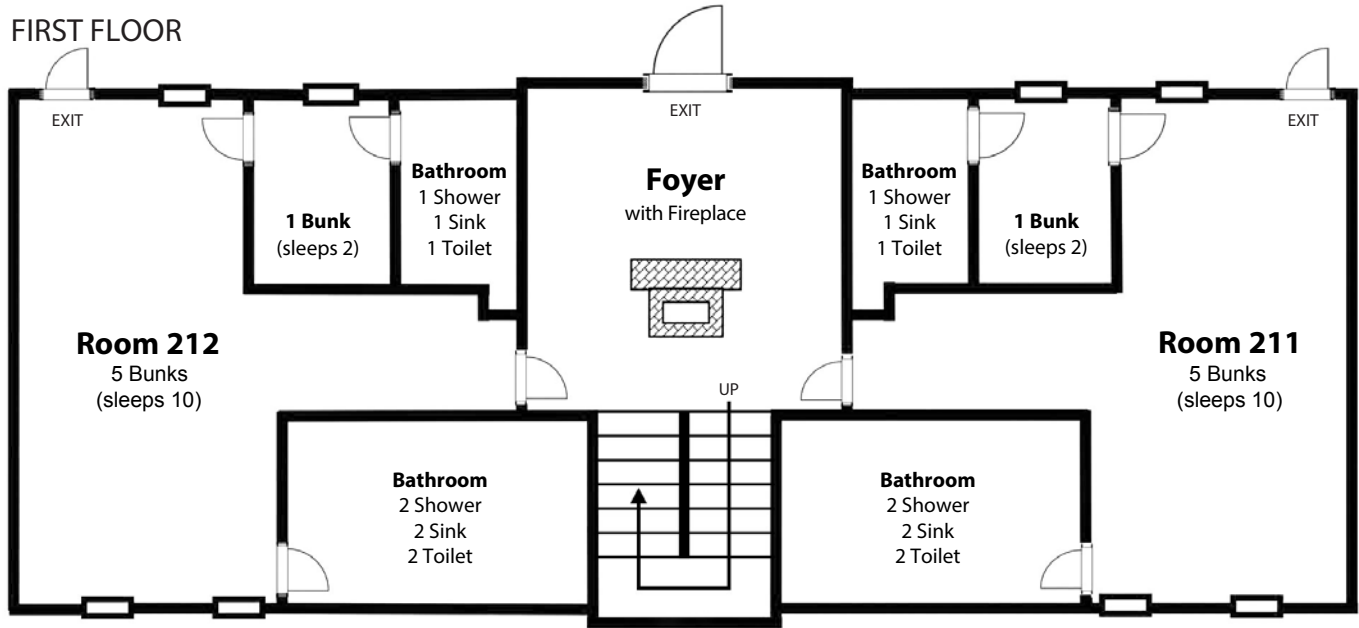 FIRST FLOOR
EXIT
EXIT
EXIT
Bathroom
1 Shower
1 Sink
1 Toilet
1 Bunk
(sleeps 2)
Foyer
with Fireplace
Bathroom
1 Shower
1 Sink
1 Toilet
1 Bunk
(sleeps 2)
Room 212
5 Bunks
(sleeps 10)
Room 211
5 Bunks
(sleeps 10)
UP
Bathroom
2 Shower
2 Sink
2 Toilet
Bathroom
2 Shower
2 Sink
2 Toilet